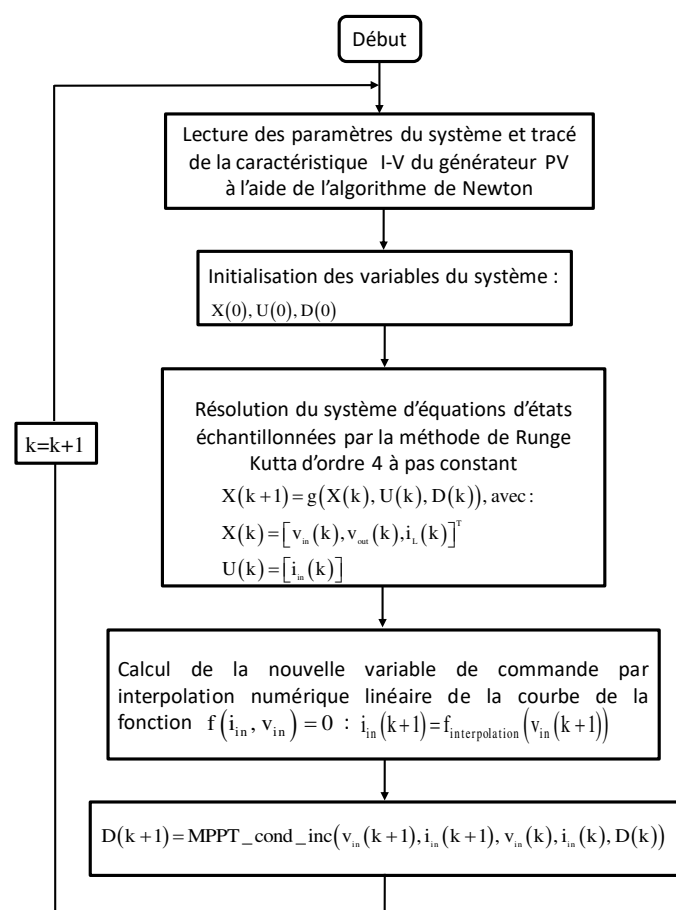 Début
Lecture des paramètres du système et tracé
de la caractéristique I-V du générateur PV
à l’aide de l’algorithme de Newton
Initialisation des variables du système :
X(0), U(0), D(0)
Résolution du système d’équations d’états
échantillonnées par la méthode de Runge
Kutta d’ordre 4 à pas constant
X(k+1)=g(X(k), U(k), D(k)), avec :
X(k)=[v_in(k), v_out(k), i_L(k)]^T
U(k)=[i_in(k)]
k=k+1
Calcul de la nouvelle variable de commande par
interpolation numérique linéaire de la courbe de la
fonction f(i_in, v_in)=0 : i_in(k+1)=f_interpolation(v_in(k+1))
D(k+1)=MPPT_cond_inc(v_in(k+1), i_in(k+1), v_in(k), i_in(k), D(k))